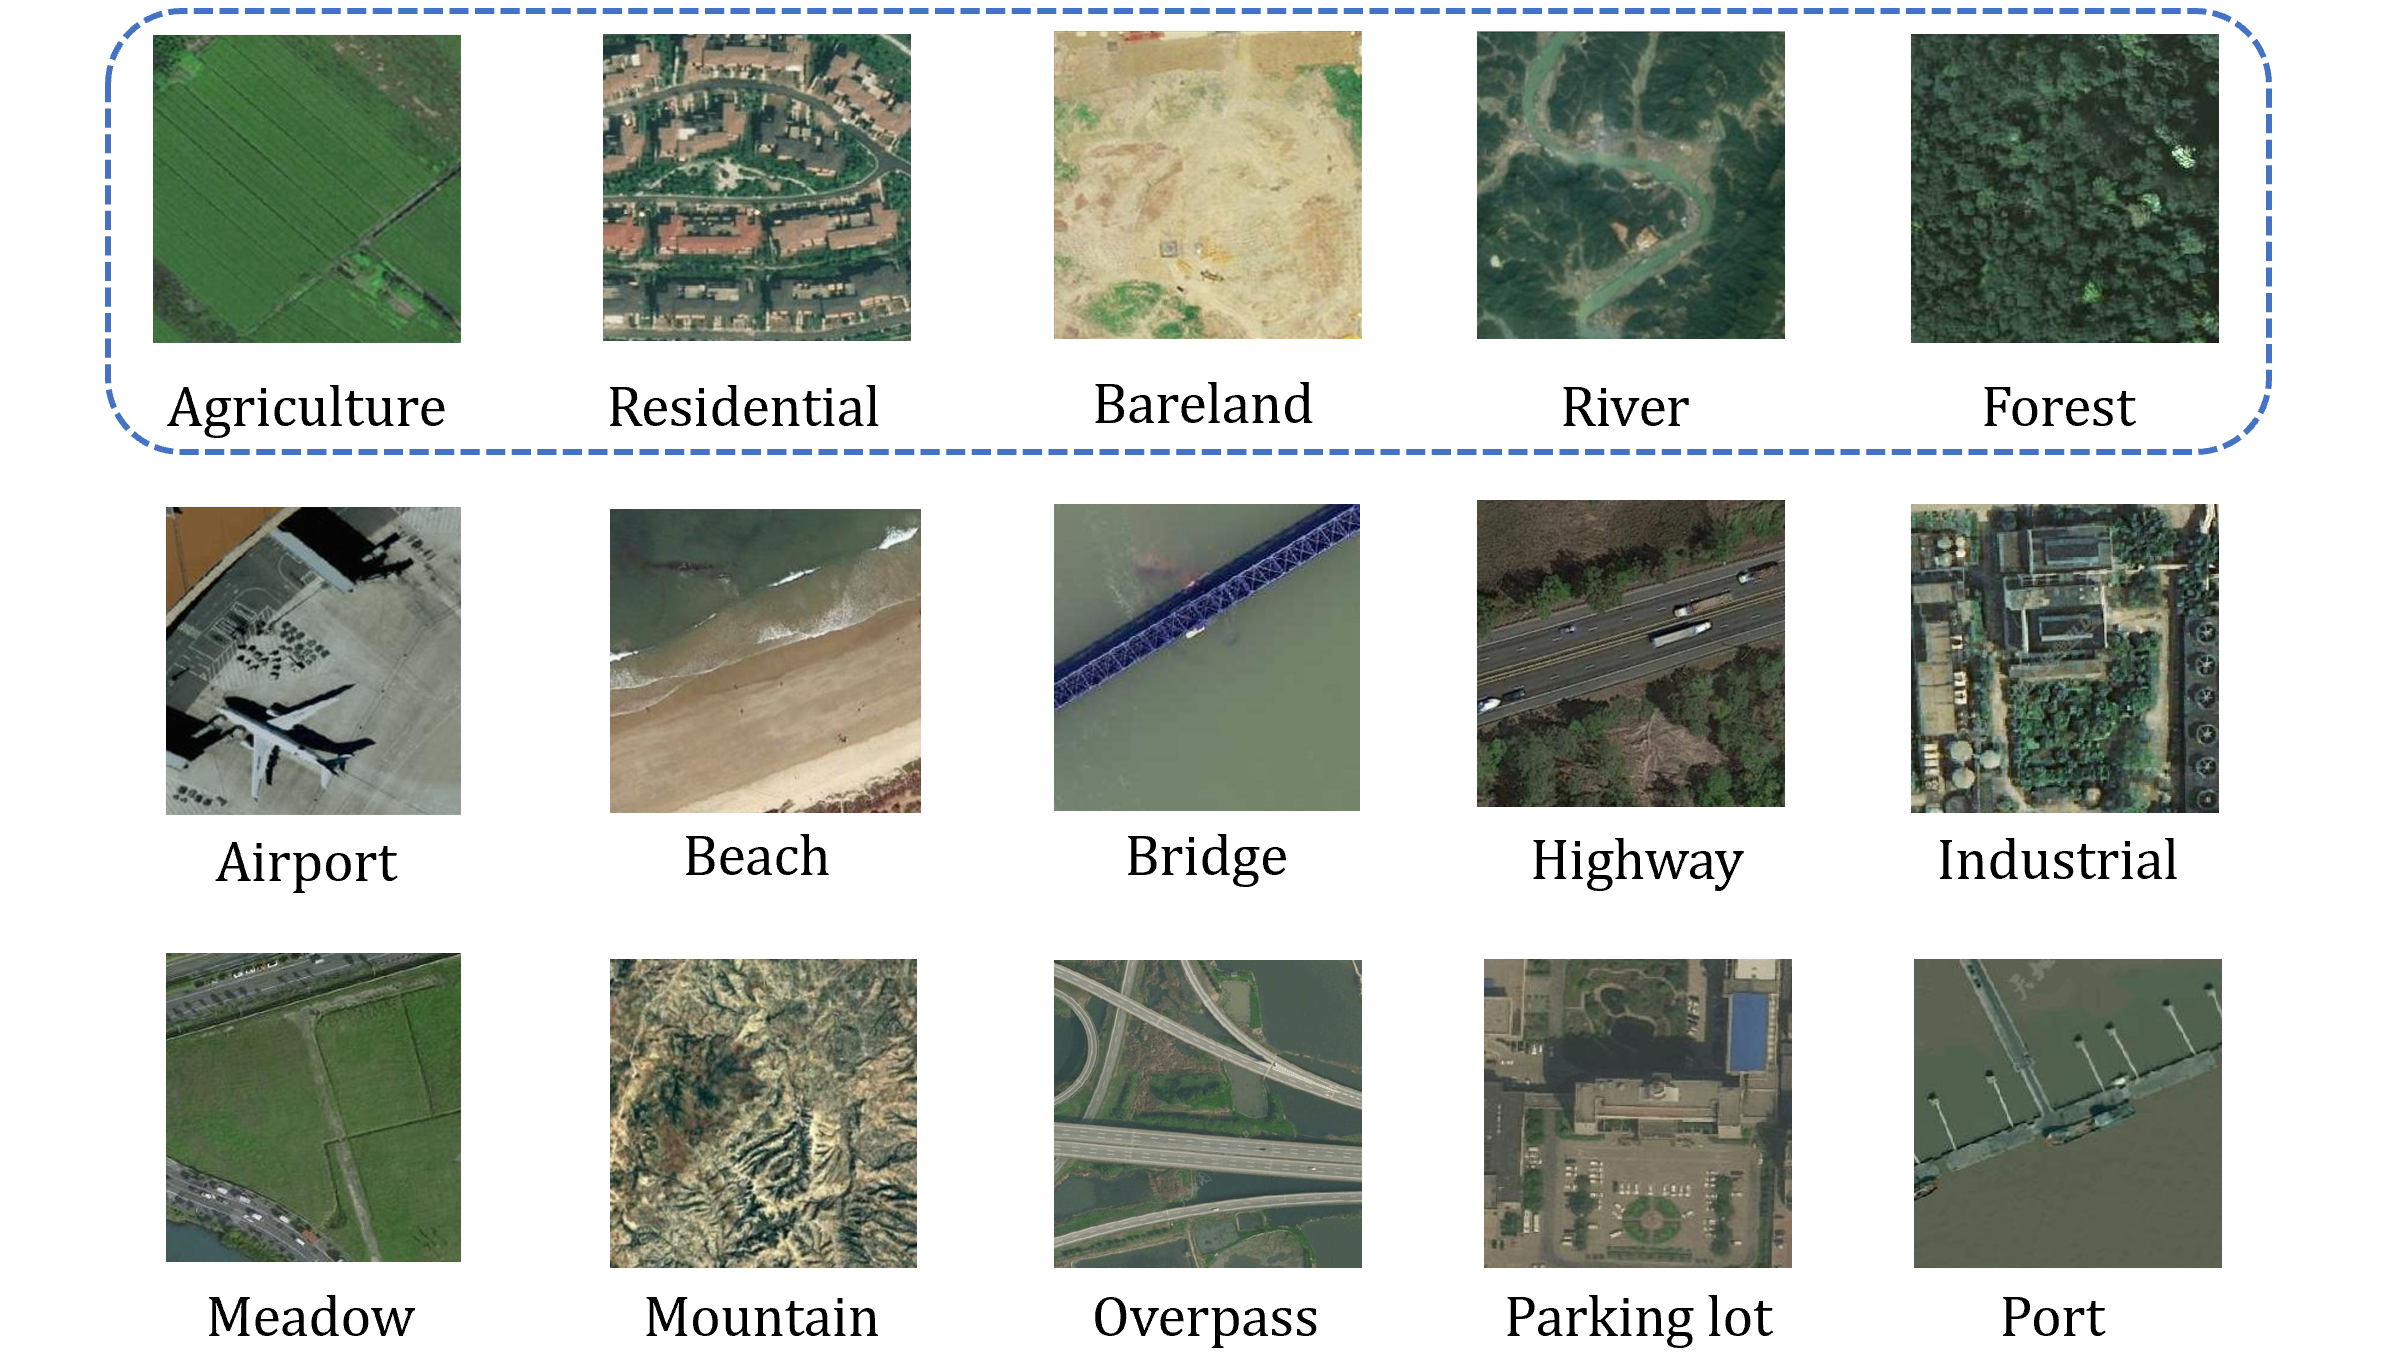 Agriculture
Residential
Bareland
River
Forest
Airport
Beach
Bridge
Highway
Industrial
Meadow
Mountain
Overpass
Parking lot
Port